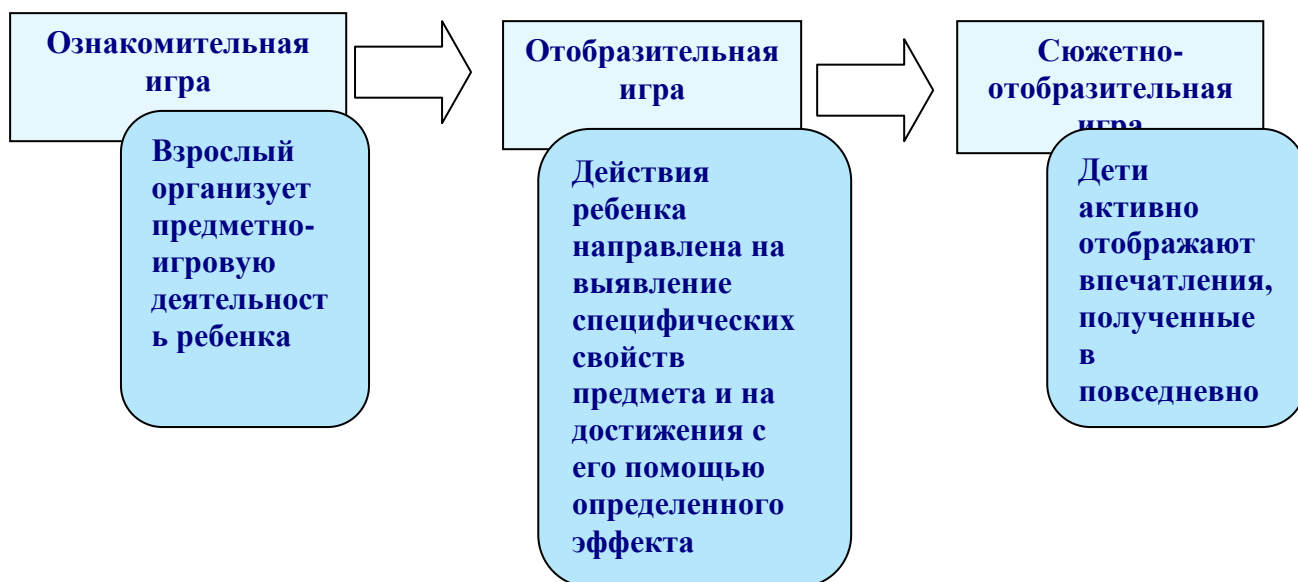 Ознакомительная
игра
Взрослый
организует
предметно-
игровую
деятельност
ь ребенка
Отобразительная
игра
Действия
ребенка
направлена на
выявление
специфических
свойств
предмета и на
достижения с
его помощью
определенного
эффекта
Сюжетно-
отобразительная
игра
Дети
активно
отображают
впечатления,
полученные
в
повседневно